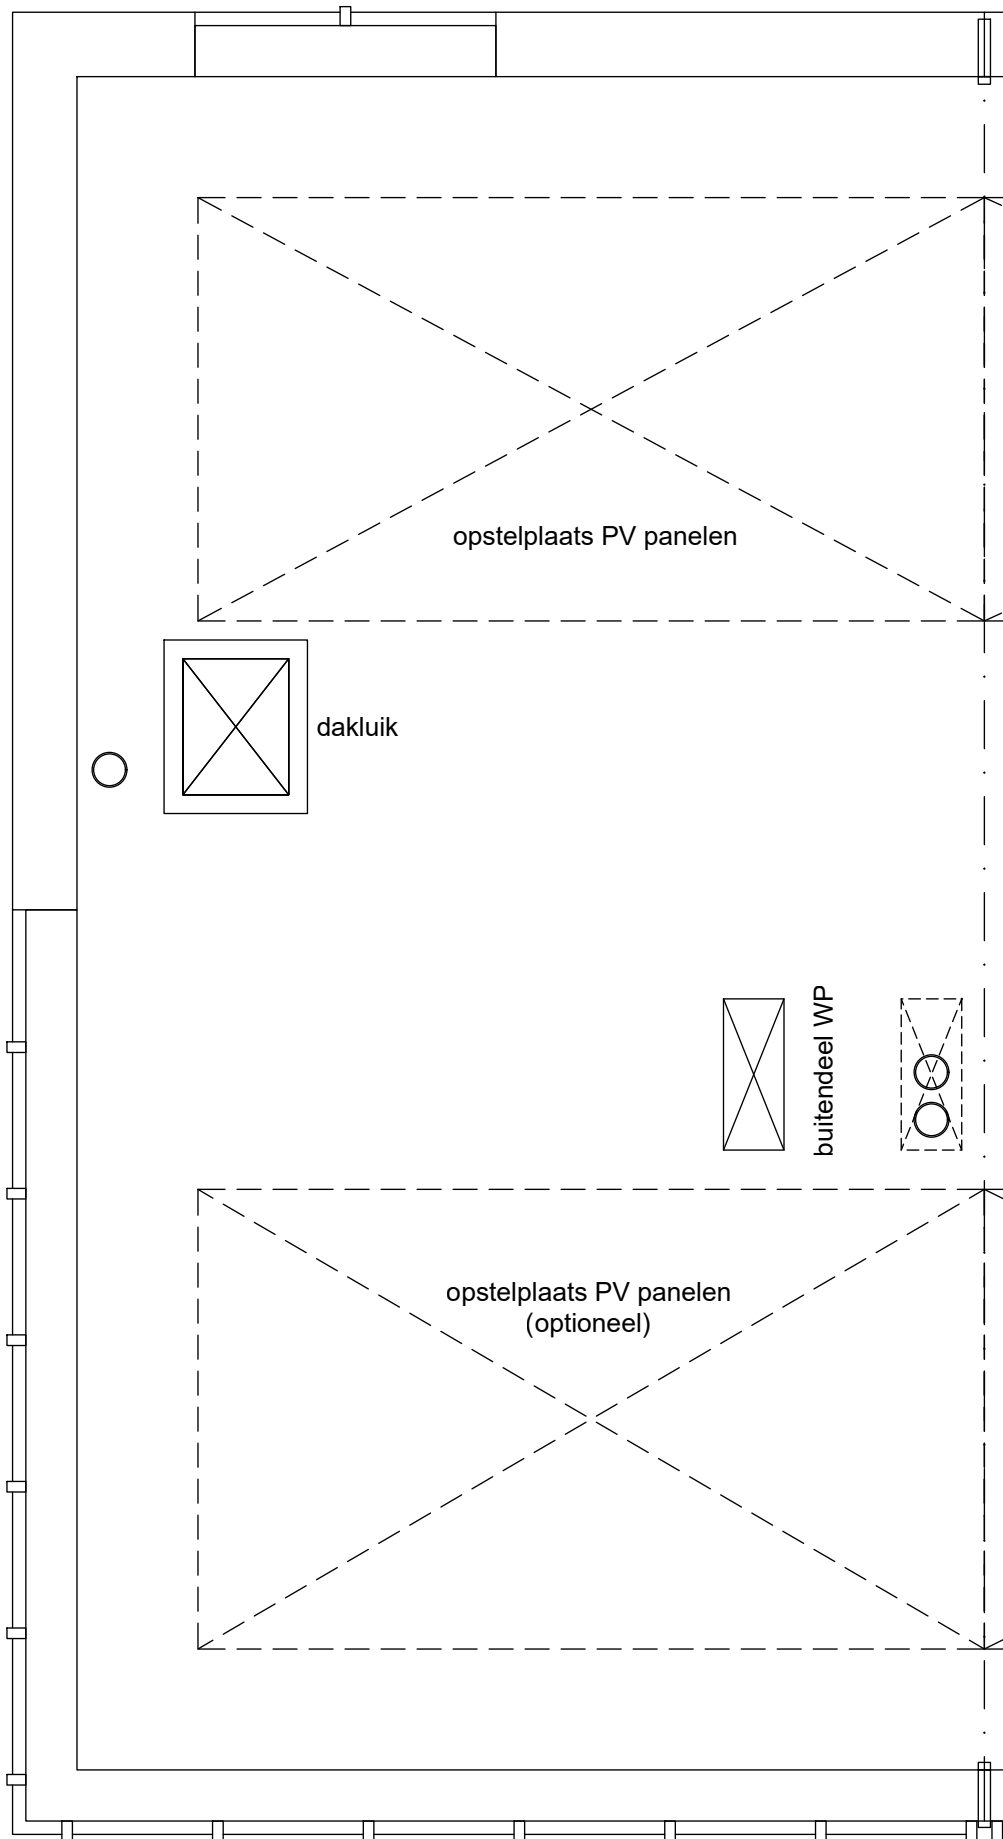 opstelplaats PV panelen
dakluik
buitendeel WP
opstelplaats PV panelen
(optioneel)